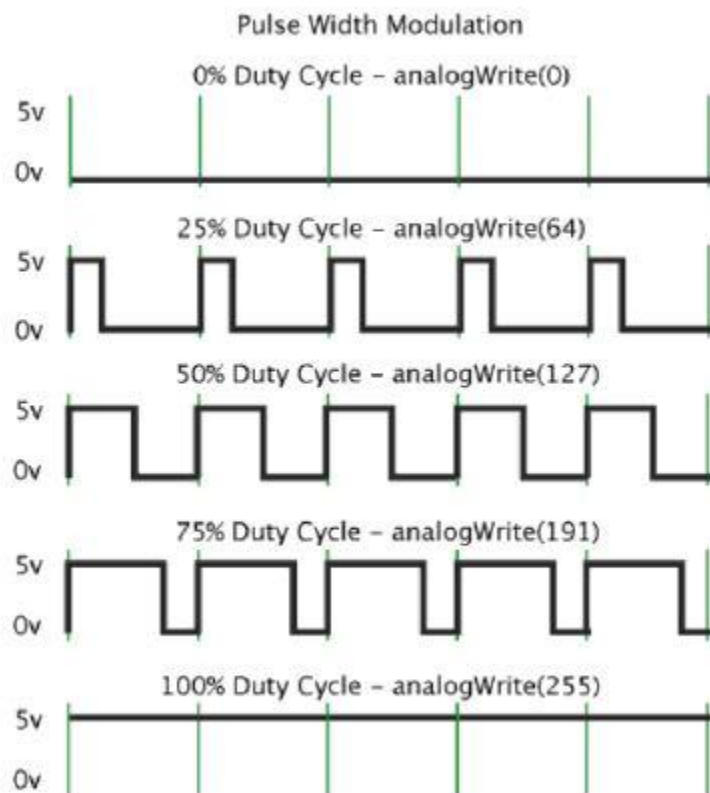 Pulse Width Modulation
0% Duty Cycle – analogWrite(0)
5v
0v
25% Duty Cycle – analogWrite(64)
5v
0v
50% Duty Cycle – analogWrite(127)
5v
0v
75% Duty Cycle – analogWrite(191)
5v
0v
100% Duty Cycle – analogWrite(255)
5v
0v